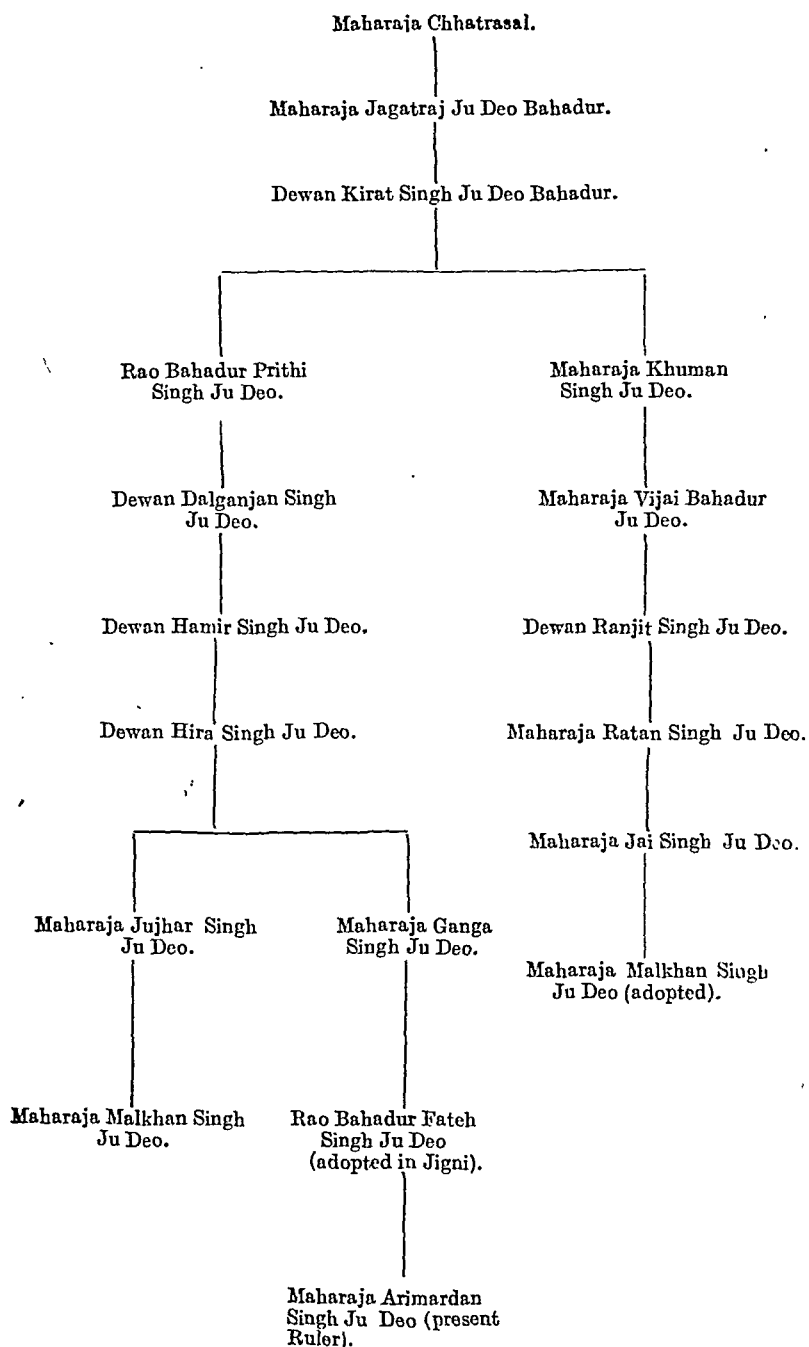 Maharaja Chhatrasal.
Maharaja Jagatraj Ju Deo Bahadur.
Dewan Kirat Singh Ju Deo Bahadur.
Rao Bahadur Prithi
Singh Ju Deo.
Maharaja Khuman
Singh Ju Deo.
Dewan Dalganjan Singh
Ju Deo.
Maharaja Vijai Bahadur
Ju Deo.
Dewan Hamir Singh Ju Deo.
Dewan Ranjit Singh Ju Deo.
Dewan Hira Singh Ju Deo.
Maharaja Ratan Singh Ju Deo.
Maharaja Jai Singh Ju Deo.
Maharaja Jujhar Singh
Ju Deo.
Maharaja Ganga
Singh Ju Deo.
Maharaja Malkhan Singh
Ju Deo (adopted).
Maharaja Malkhan Singh
Ju Deo.
Rao Bahadur Fateh
Singh Ju Deo
(adopted in Jigni).
Maharaja Arimardan
Singh Ju Deo (present
Ruler).